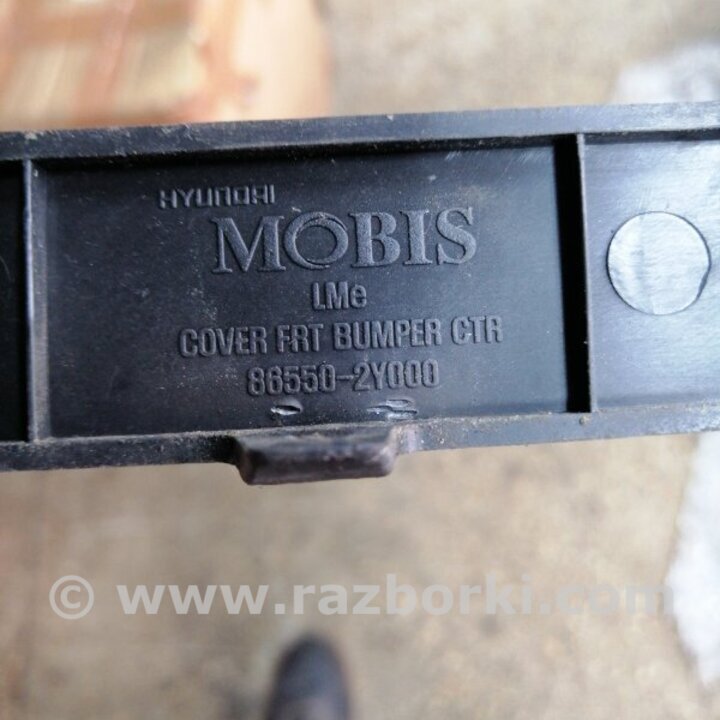 HYUNDAI
MOBIS
LMe
COVER FRT BUMPER CTR
86550-2Y000
© www.razborki.com